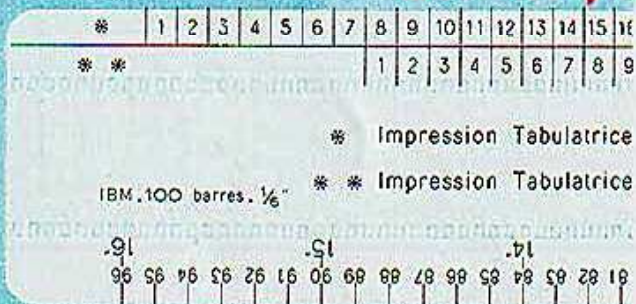 * 1 2 3 4 5 6 7 8 9 10 11 12 13 14 15 16
* * 1 2 3 4 5 6 7 8 9
* Impression Tabulatrice
* * Impression Tabulatrice
IBM.100 barres. 1/6"
16" 15" 14"
96 95 94 93 92 91 90 89 88 87 86 85 84 83 82 81